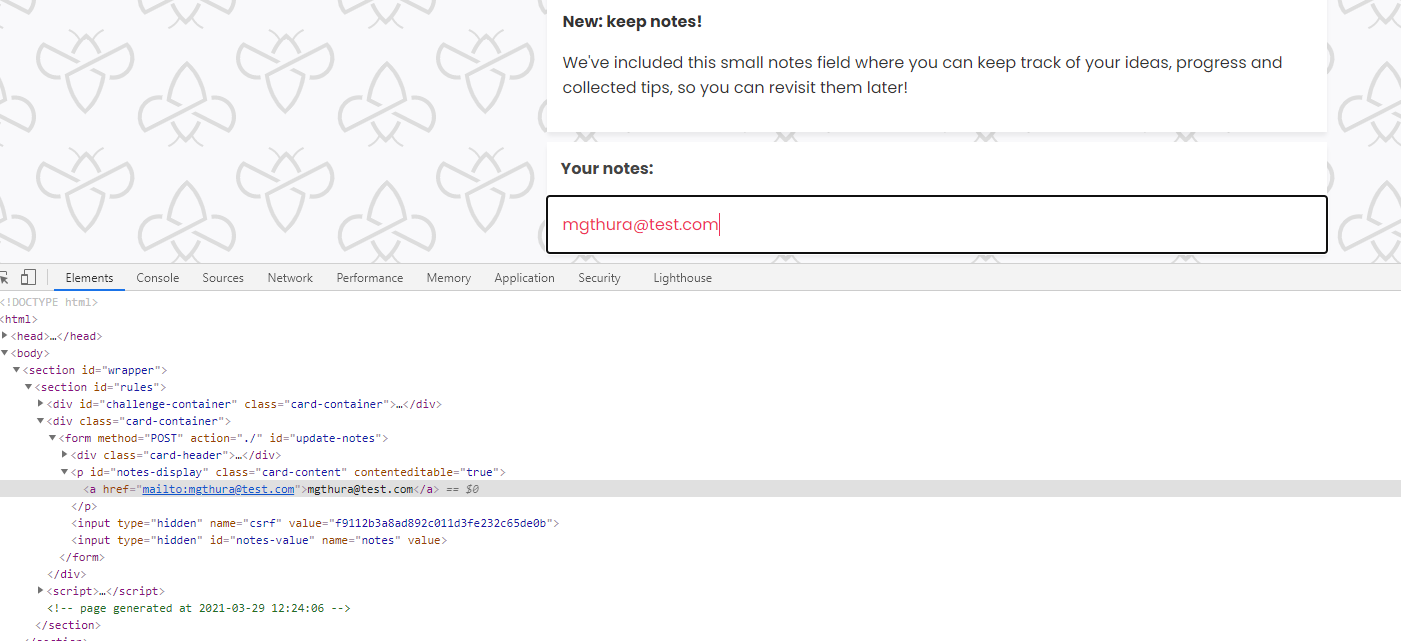 New: keep notes!
We've included this small notes field where you can keep track of your ideas, progress and
collected tips, so you can revisit them later!
Your notes:
mgthura@test.com
Elements Console Sources Network Performance Memory Application Security Lighthouse
<!DOCTYPE html>
<html>
<head>…</head>
<body>
<section id="wrapper">
<section id="rules">
<div id="challenge-container" class="card-container">…</div>
<div class="card-container">
<form method="POST" action="./" id="update-notes">
<div class="card-header">…</div>
<p id="notes-display" class="card-content" contenteditable="true">
<a href="mailto:mgthura@test.com">mgthura@test.com</a> == $0
</p>
<input type="hidden" name="csrf" value="f9112b3a8ad892c011d3fe232c65de0b">
<input type="hidden" id="notes-value" name="notes" value>
</form>
</div>
<script>…</script>
<!-- page generated at 2021-03-29 12:24:06 -->
</section>